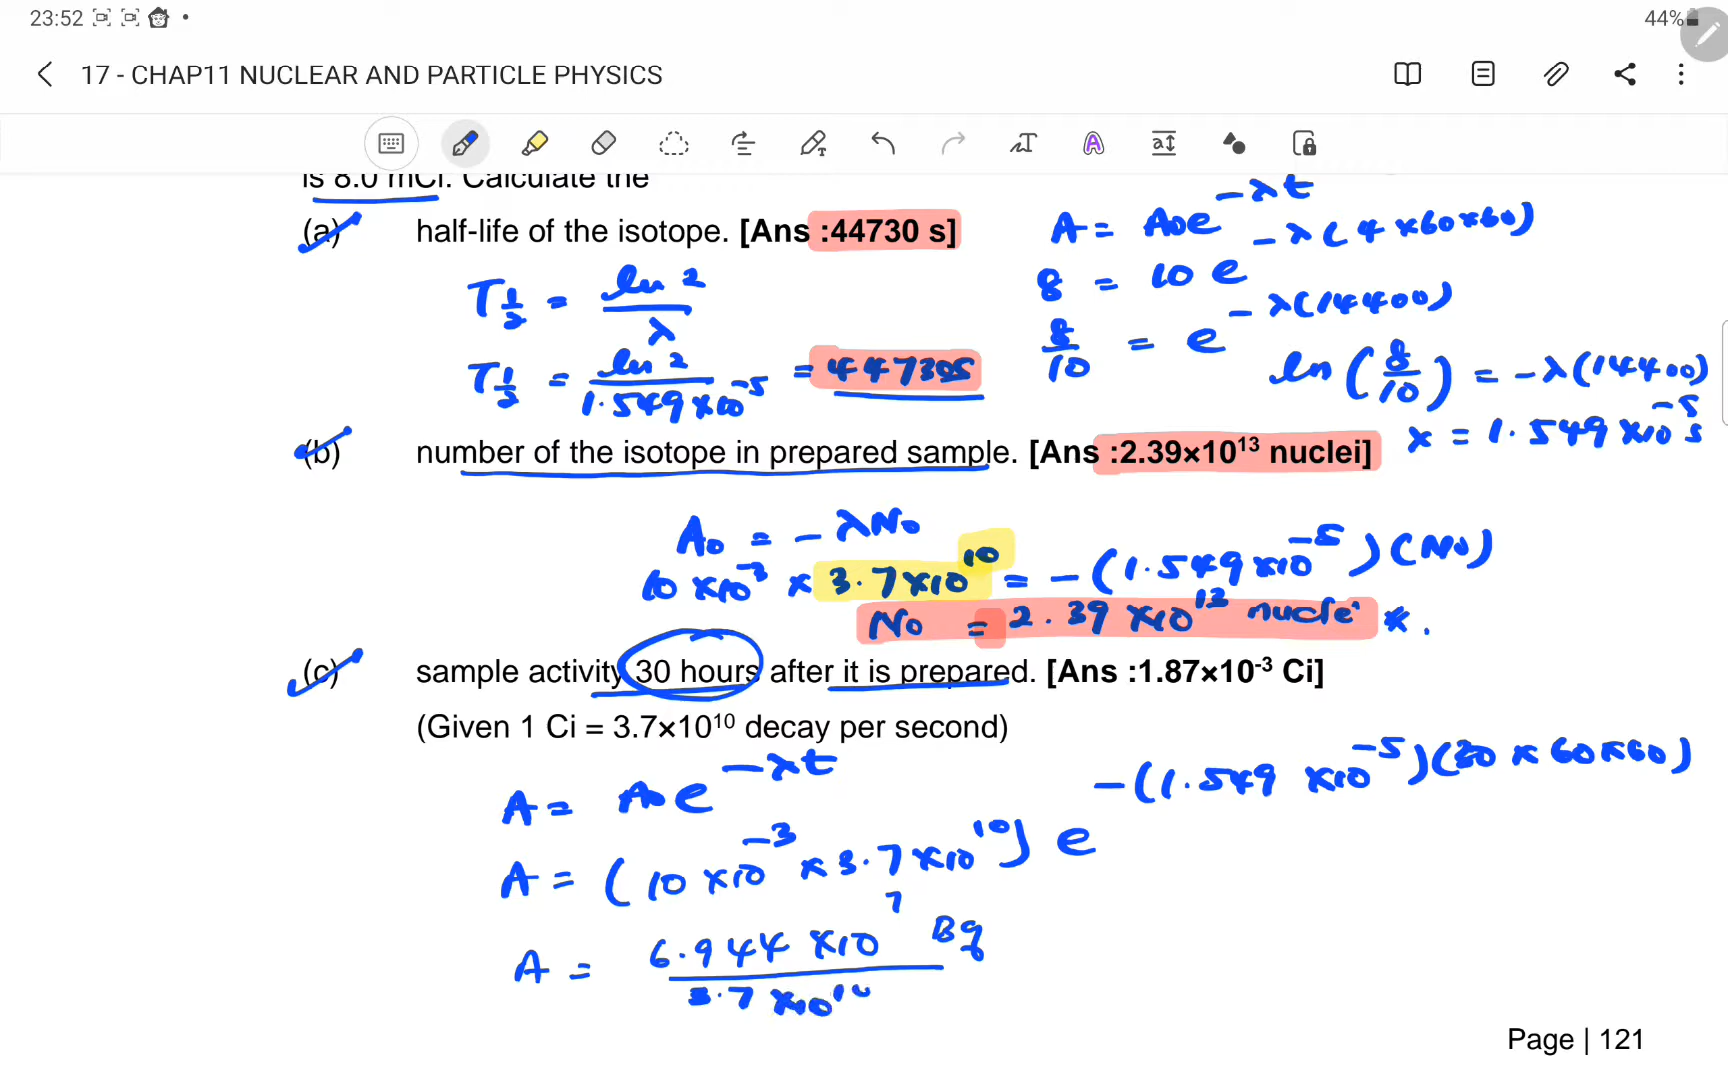 23:52
44%
17 - CHAP11 NUCLEAR AND PARTICLE PHYSICS
is 8.0 mCi. Calculate the
(a) half-life of the isotope. [Ans :44730 s]
T½ = ln 2 / λ
T½ = ln 2 / 1.549 × 10⁻⁵ = 44730s
A = A₀e^(-λt)
8 = 10 e^(-λ(4 × 60 × 60))
8/10 = e^(-λ(14400))
ln (8/10) = -λ(14400)
λ = 1.549 × 10⁻⁵ s
(b) number of the isotope in prepared sample. [Ans :2.39×10¹³ nuclei]
A₀ = - λN₀
10 × 10⁻³ × 3.7 × 10¹⁰ = - (1.549 × 10⁻⁵)(N₀)
N₀ = 2.39 × 10¹³ nuclei *.
(c) sample activity 30 hours after it is prepared. [Ans :1.87×10⁻³ Ci]
(Given 1 Ci = 3.7×10¹⁰ decay per second)
A = A₀e^(-λt)
A = (10 × 10⁻³ × 3.7 × 10¹⁰) e^(-(1.549 × 10⁻⁵)(30 × 60 × 60))
A = 6.944 × 10⁷ Bq / 3.7 × 10¹⁰
Page | 121